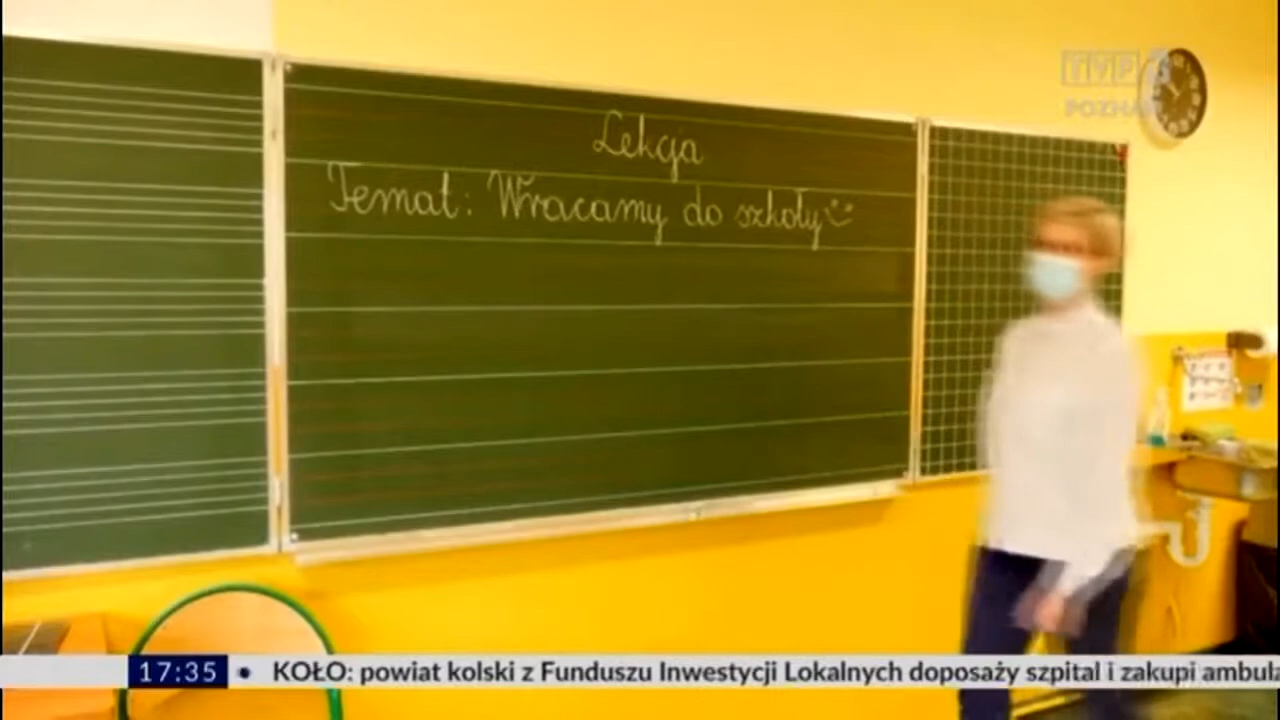 TVP 3
POZNAŃ
Lekcja
Temat: Wracamy do szkoły
17:35 • KOŁO: powiat kolski z Funduszu Inwestycji Lokalnych doposaży szpital i zakupi ambula